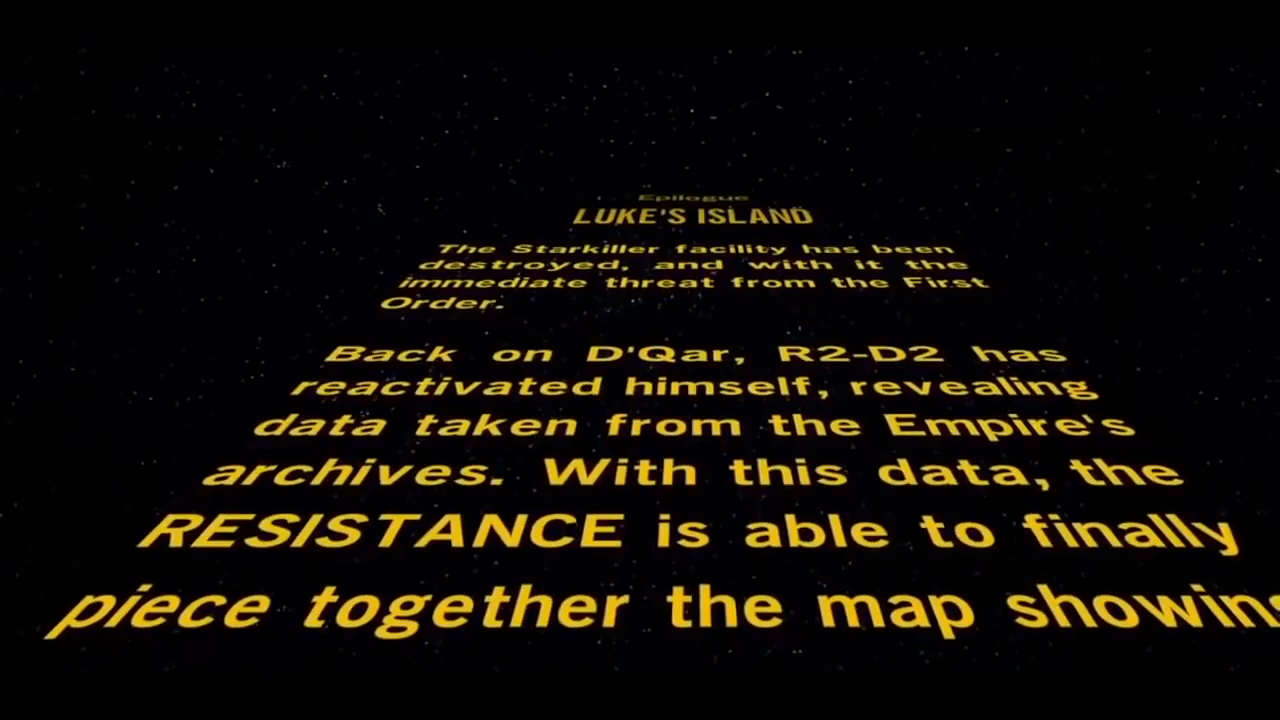 Epilogue
LUKE'S ISLAND
The Starkiller facility has been
destroyed, and with it the
immediate threat from the First
Order.
Back on D'Qar, R2-D2 has
reactivated himself, revealing
data taken from the Empire's
archives. With this data, the
RESISTANCE is able to finally
piece together the map showing